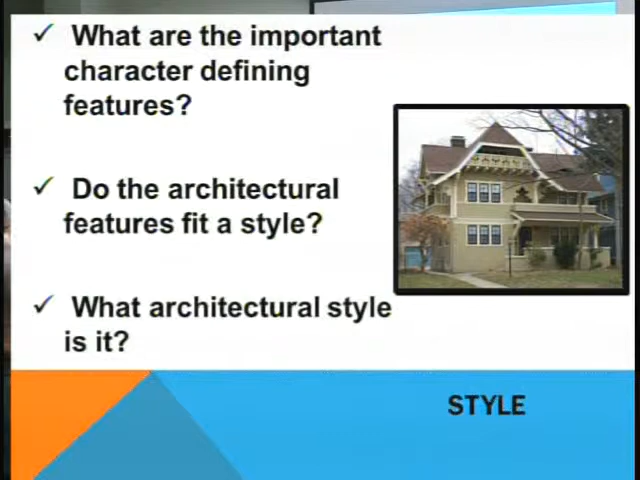 ✓ What are the important
character defining
features?
✓ Do the architectural
features fit a style?
✓ What architectural style
is it?
STYLE